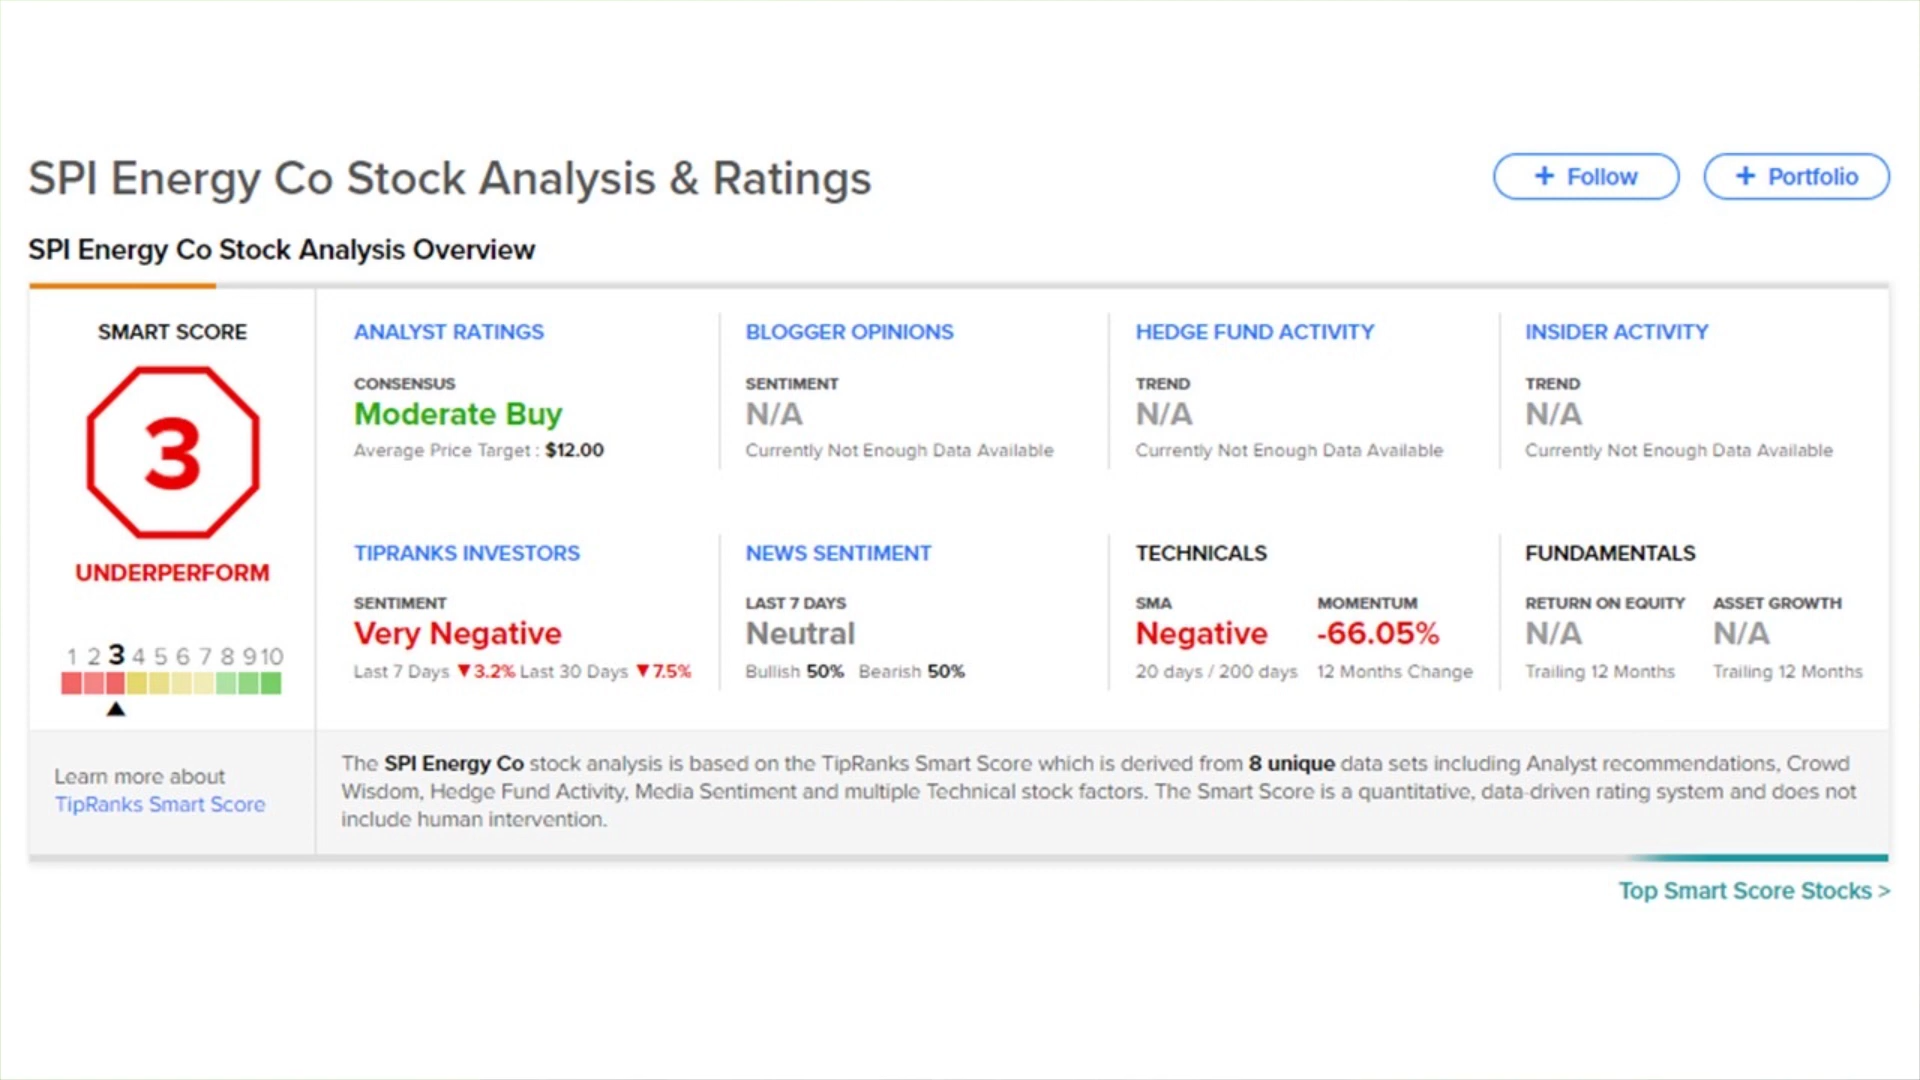 SPI Energy Co Stock Analysis & Ratings
+ Follow
+ Portfolio
SPI Energy Co Stock Analysis Overview
SMART SCORE
3
UNDERPERFORM
1 2 3 4 5 6 7 8 9 10
ANALYST RATINGS
CONSENSUS
Moderate Buy
Average Price Target : $12.00
BLOGGER OPINIONS
SENTIMENT
N/A
Currently Not Enough Data Available
HEDGE FUND ACTIVITY
TREND
N/A
Currently Not Enough Data Available
INSIDER ACTIVITY
TREND
N/A
Currently Not Enough Data Available
TIPRANKS INVESTORS
SENTIMENT
Very Negative
Last 7 Days ▼3.2% Last 30 Days ▼7.5%
NEWS SENTIMENT
LAST 7 DAYS
Neutral
Bullish 50% Bearish 50%
TECHNICALS
SMA
Negative
20 days / 200 days
MOMENTUM
-66.05%
12 Months Change
FUNDAMENTALS
RETURN ON EQUITY
N/A
Trailing 12 Months
ASSET GROWTH
N/A
Trailing 12 Months
Learn more about
TipRanks Smart Score
The SPI Energy Co stock analysis is based on the TipRanks Smart Score which is derived from 8 unique data sets including Analyst recommendations, Crowd
Wisdom, Hedge Fund Activity, Media Sentiment and multiple Technical stock factors. The Smart Score is a quantitative, data-driven rating system and does not
include human intervention.
Top Smart Score Stocks >